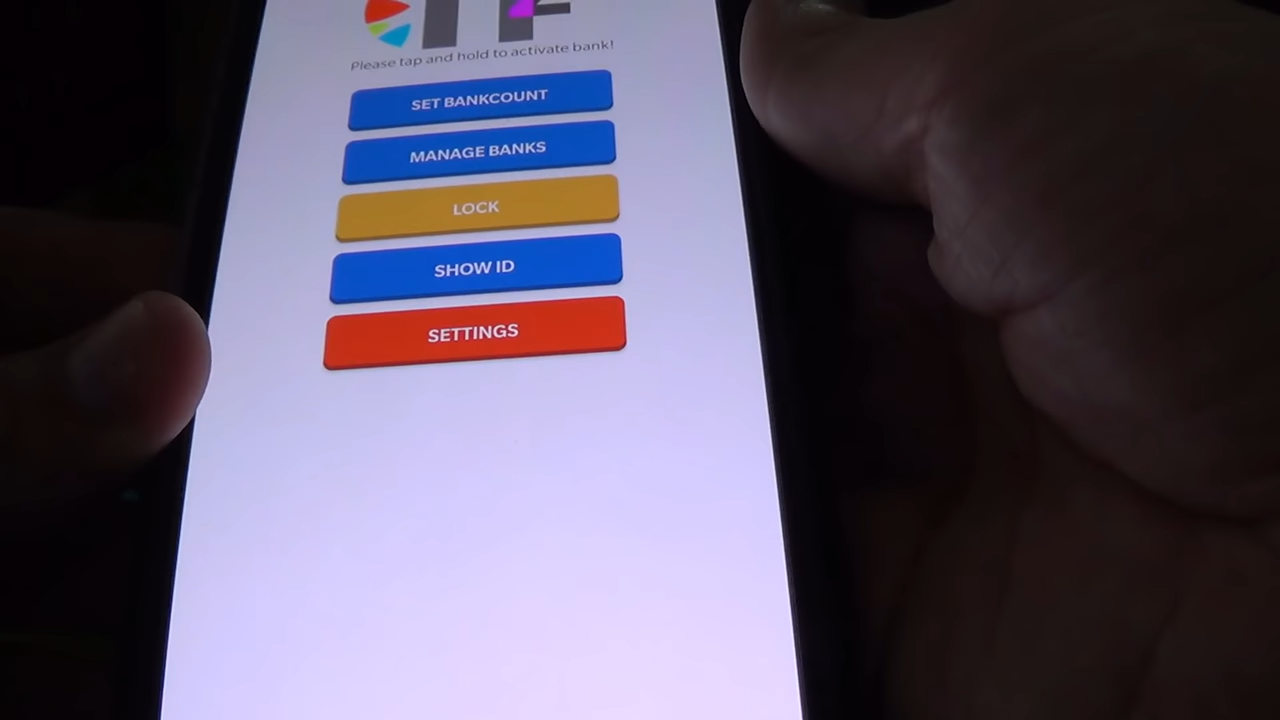 Please tap and hold to activate bank!
SET BANKCOUNT
MANAGE BANKS
LOCK
SHOW ID
SETTINGS